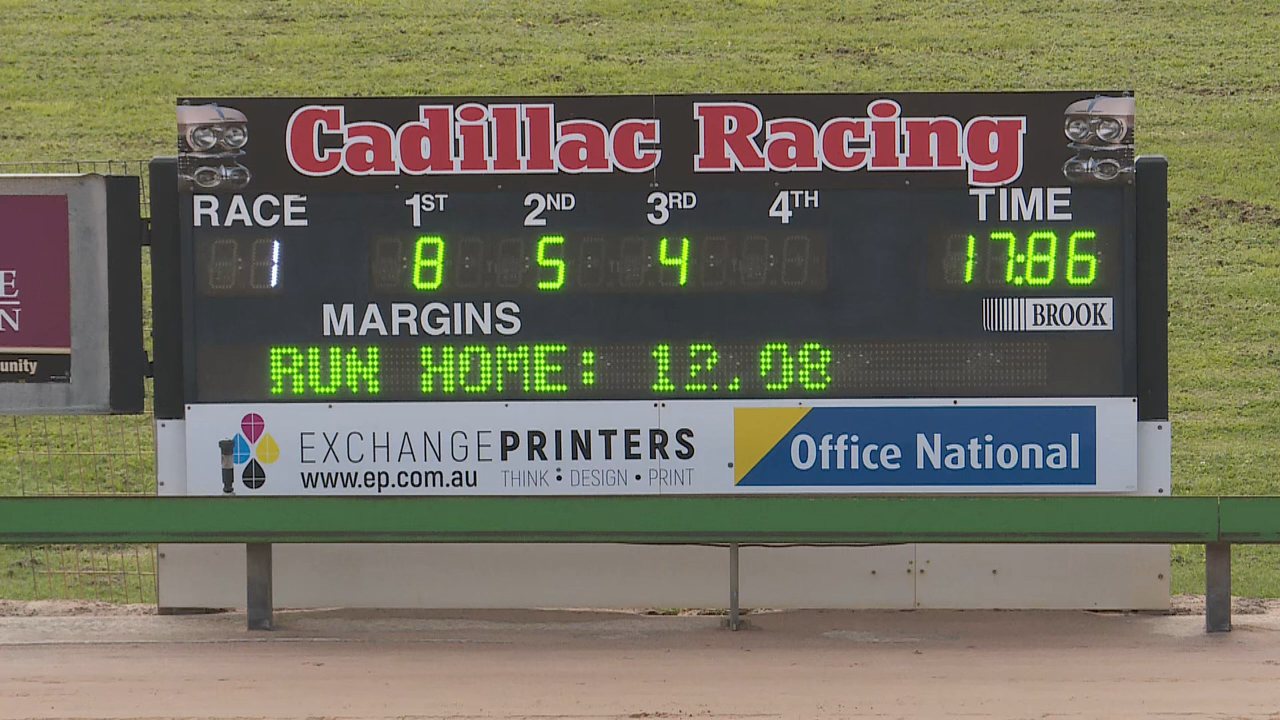 Cadillac Racing
RACE 1ST 2ND 3RD 4TH TIME
1 8 5 4 17:86
MARGINS
BROOK
RUN HOME: 12.08
E
N
unity
EXCHANGEPRINTERS
www.ep.com.au THINK : DESIGN • PRINT
Office National